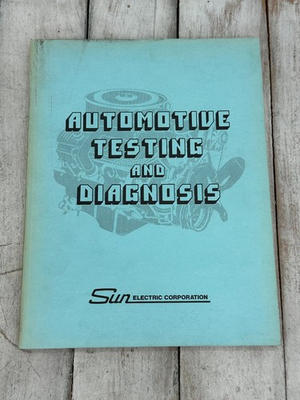 AUTOMOTIVE
TESTING
AND
DIAGNOSIS
Sun ELECTRIC CORPORATION